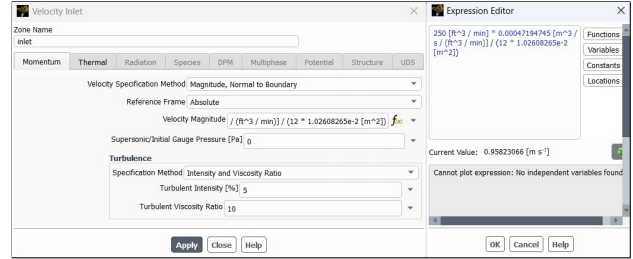 Velocity Inlet
Zone Name
inlet
Momentum Thermal Radiation Species DPM Multiphase Potential Structure UDS
Velocity Specification Method Magnitude, Normal to Boundary
Reference Frame Absolute
Velocity Magnitude / (ft^3 / min)] / (12 * 1.02608265e-2 [m^2])
Supersonic/Initial Gauge Pressure [Pa] 0
Turbulence
Specification Method Intensity and Viscosity Ratio
Turbulent Intensity [%] 5
Turbulent Viscosity Ratio 10
Apply Close Help
Expression Editor
250 [ft^3 / min] * 0.00047194745 [m^3 /
s / (ft^3 / min)] / (12 * 1.02608265e-2
[m^2])
Functions
Variables
Constants
Locations
Current Value: 0.95823066 [m s^-1]
Cannot plot expression: No independent variables found
OK Cancel Help